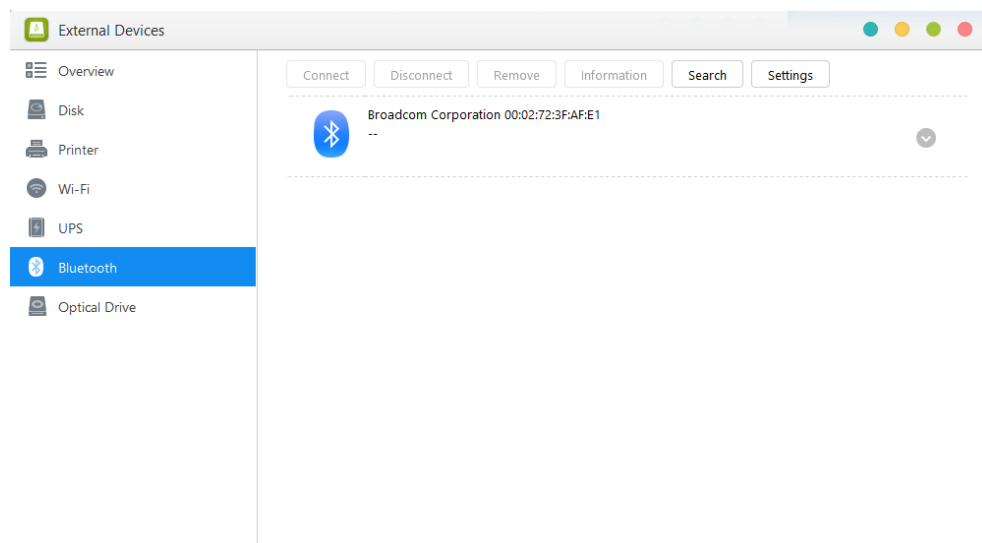 External Devices
Overview
Disk
Printer
Wi-Fi
UPS
Bluetooth
Optical Drive
Connect Disconnect Remove Information Search Settings
Broadcom Corporation 00:02:72:3F:AF:E1
--